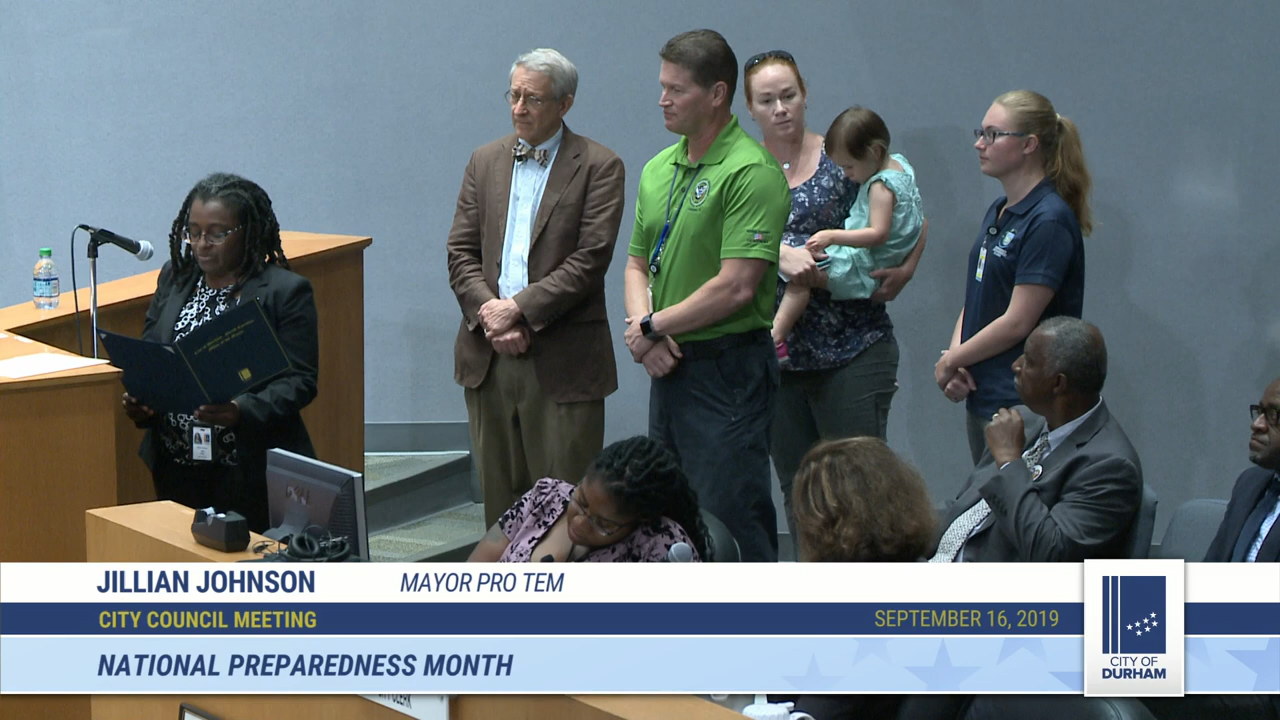 JILLIAN JOHNSON MAYOR PRO TEM
CITY COUNCIL MEETING SEPTEMBER 16, 2019
NATIONAL PREPAREDNESS MONTH
CITY OF
DURHAM